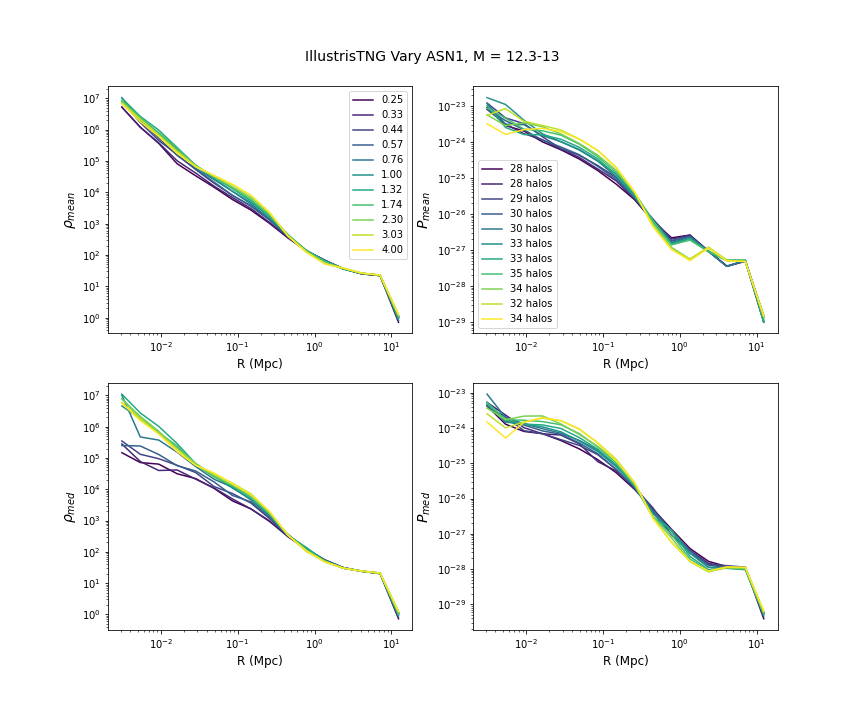 IllustrisTNG Vary ASN1, M = 12.3-13
ρ_mean
10^7
10^6
10^5
10^4
10^3
10^2
10^1
10^0
0.25
0.33
0.44
0.57
0.76
1.00
1.32
1.74
2.30
3.03
4.00
10^−2
10^−1
10^0
10^1
R (Mpc)
P_mean
10^−23
10^−24
10^−25
10^−26
10^−27
10^−28
10^−29
28 halos
28 halos
29 halos
30 halos
30 halos
33 halos
33 halos
35 halos
34 halos
32 halos
34 halos
10^−2
10^−1
10^0
10^1
R (Mpc)
ρ_med
10^7
10^6
10^5
10^4
10^3
10^2
10^1
10^0
10^−2
10^−1
10^0
10^1
R (Mpc)
P_med
10^−23
10^−24
10^−25
10^−26
10^−27
10^−28
10^−29
10^−2
10^−1
10^0
10^1
R (Mpc)